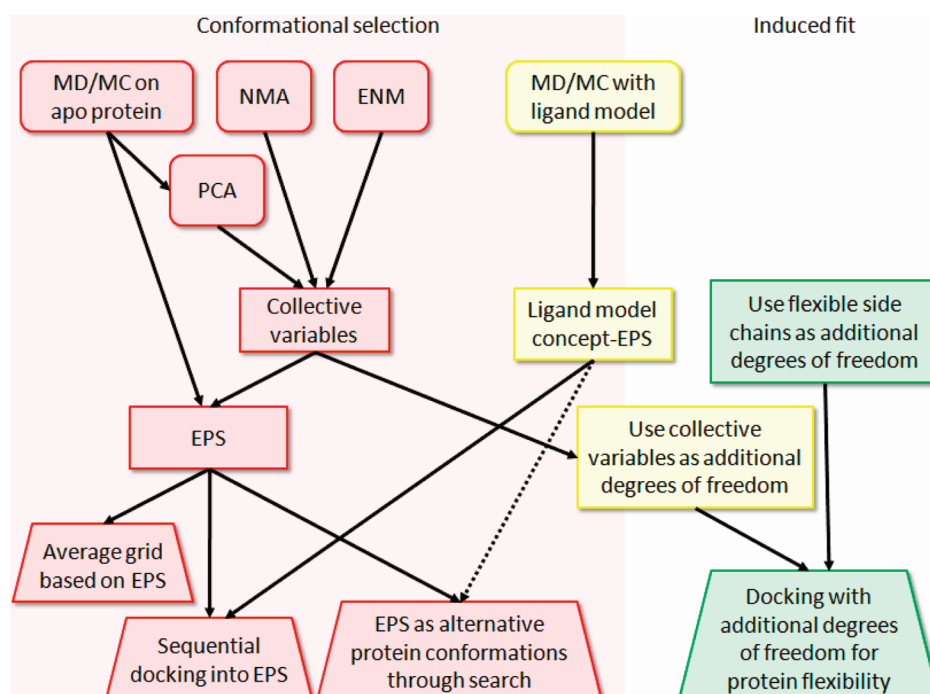 Conformational selection
Induced fit
MD/MC on
apo protein
NMA
ENM
MD/MC with
ligand model
PCA
Collective
variables
Ligand model
concept-EPS
Use flexible side
chains as additional
degrees of freedom
EPS
Use collective
variables as additional
degrees of freedom
Average grid
based on EPS
Sequential
docking into EPS
EPS as alternative
protein conformations
through search
Docking with
additional degrees
of freedom for
protein flexibility